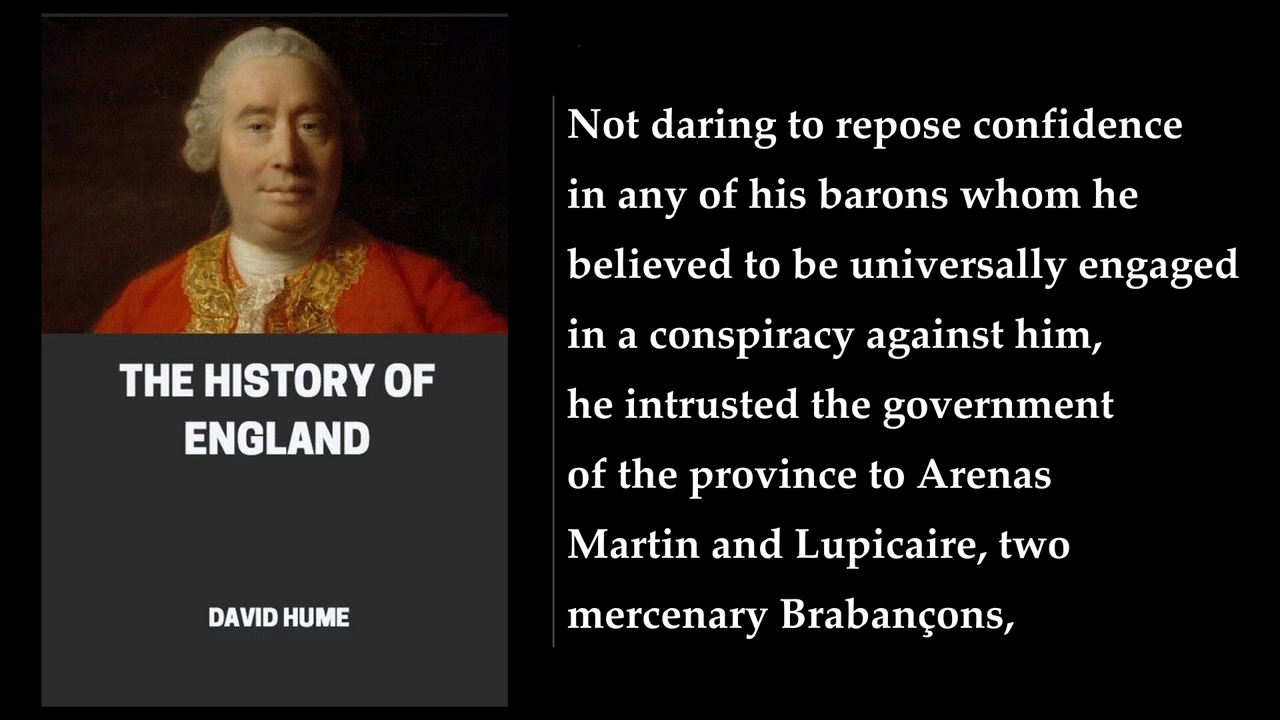 THE HISTORY OF
ENGLAND
DAVID HUME
Not daring to repose confidence
in any of his barons whom he
believed to be universally engaged
in a conspiracy against him,
he intrusted the government
of the province to Arenas
Martin and Lupicaire, two
mercenary Brabançons,